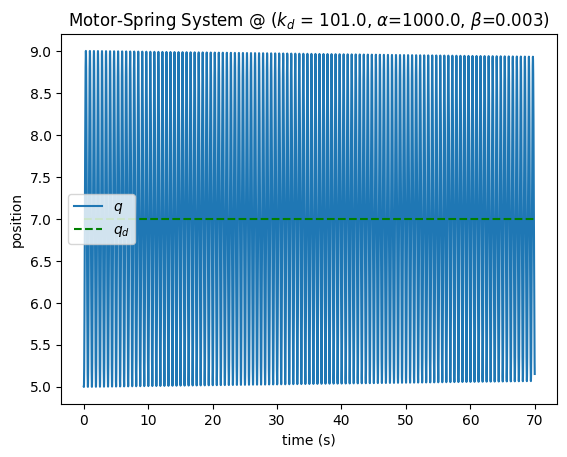 Motor-Spring System @ (k_d = 101.0, α=1000.0, β=0.003)
9.0
8.5
8.0
7.5
7.0
6.5
6.0
5.5
5.0
position
q
q_d
0 10 20 30 40 50 60 70
time (s)